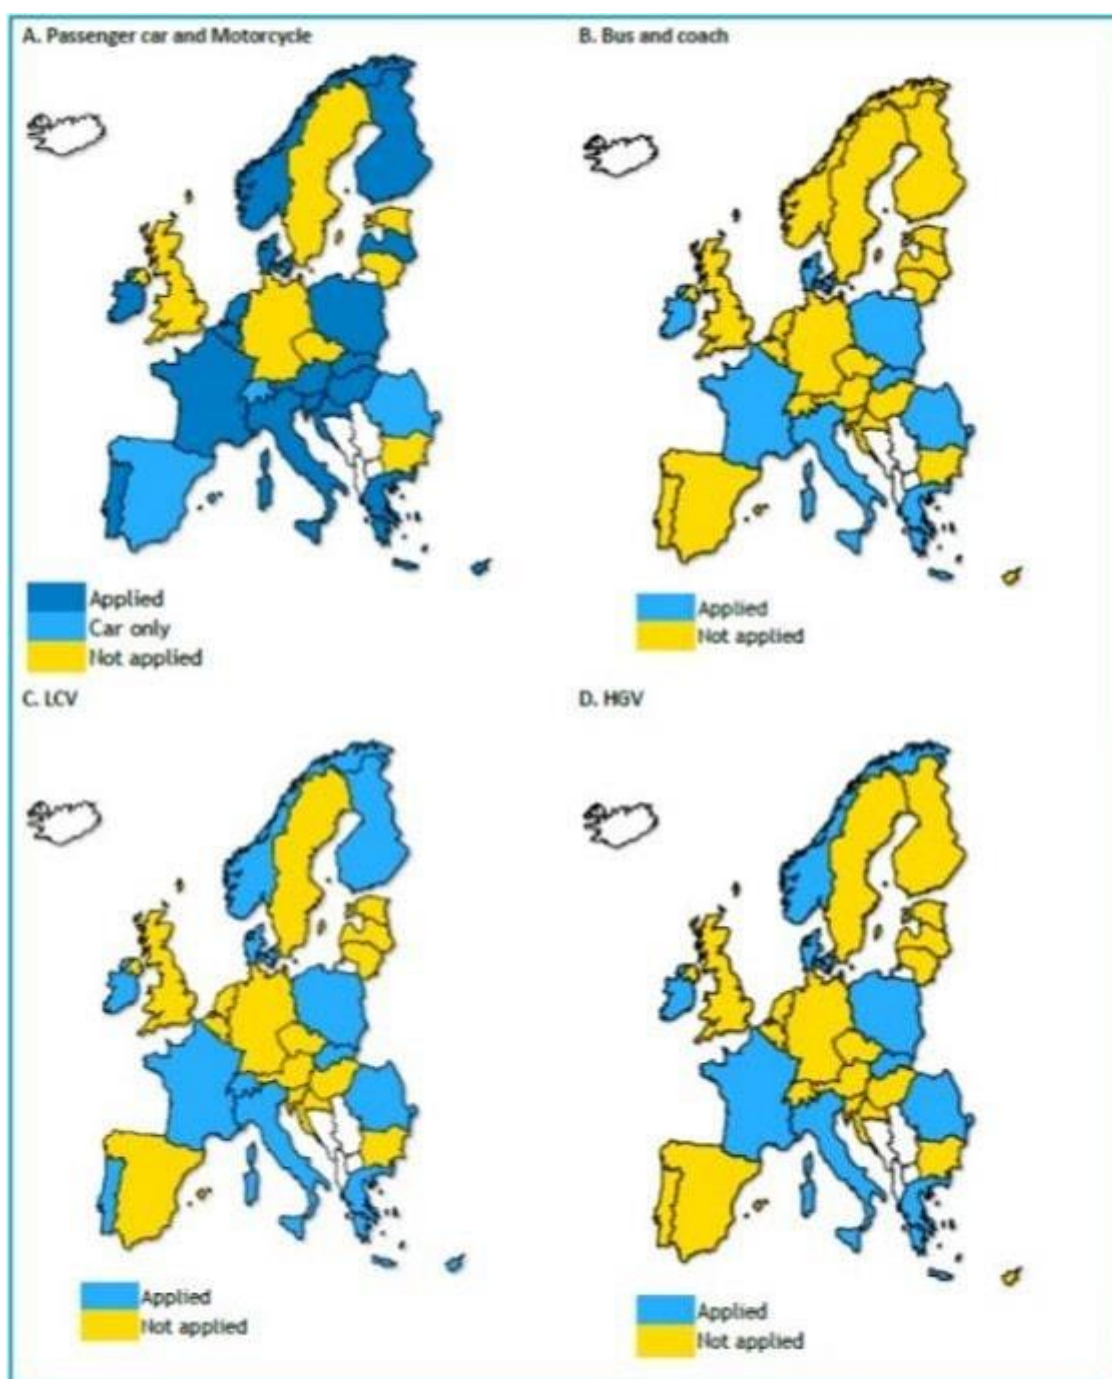 A. Passenger car and Motorcycle
Applied
Car only
Not applied
B. Bus and coach
Applied
Not applied
C. LCV
Applied
Not applied
D. HGV
Applied
Not applied